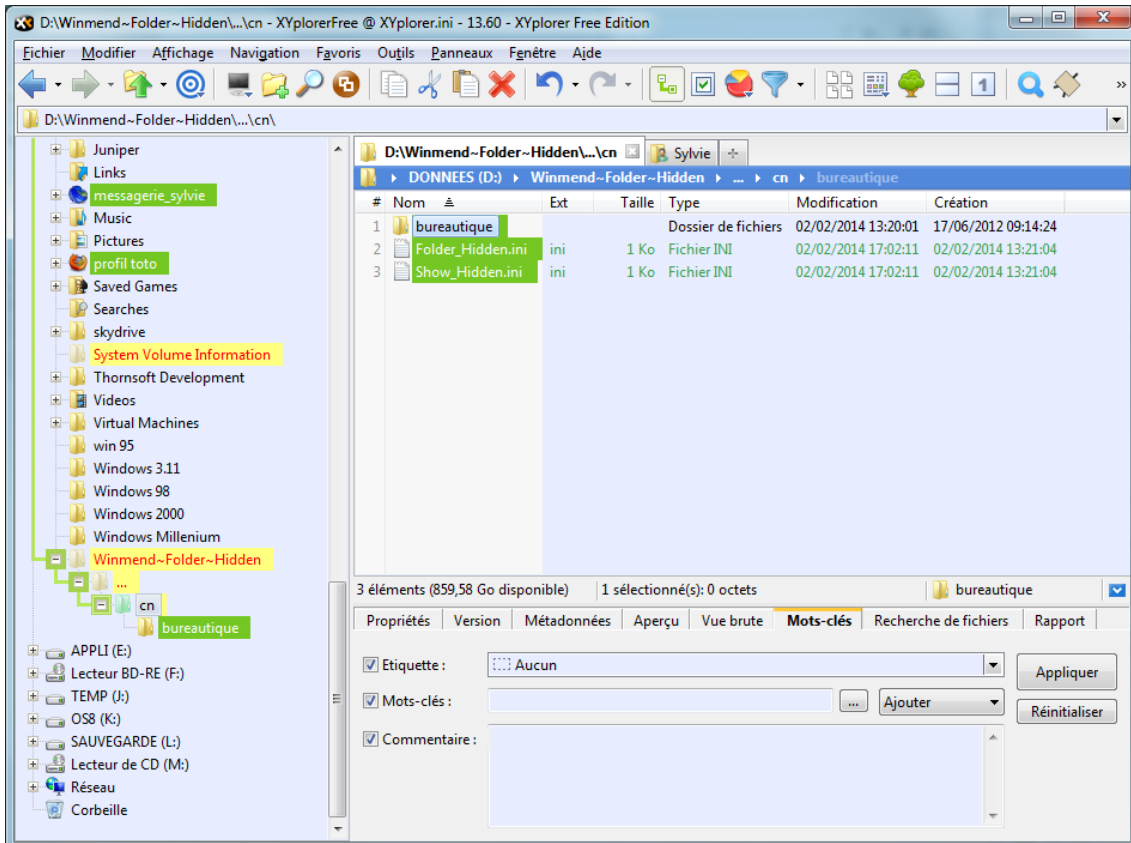 D:\Winmend~Folder~Hidden\...\cn - XYplorerFree @ XYplorer.ini - 13.60 - XYplorer Free Edition
Fichier Modifier Affichage Navigation Favoris Outils Panneaux Fenêtre Aide
D:\Winmend~Folder~Hidden\...\cn\
Juniper
Links
messagerie_sylvie
Music
Pictures
profil toto
Saved Games
Searches
skydrive
System Volume Information
Thornsoft Development
Videos
Virtual Machines
win 95
Windows 3.11
Windows 98
Windows 2000
Windows Millenium
Winmend~Folder~Hidden
...
cn
bureautique
APPLI (E:)
Lecteur BD-RE (F:)
TEMP (J:)
OS8 (K:)
SAUVEGARDE (L:)
Lecteur de CD (M:)
Réseau
Corbeille
D:\Winmend~Folder~Hidden\...\cn Sylvie
DONNEES (D:) Winmend~Folder~Hidden ... cn bureautique
# Nom Ext Taille Type Modification Création
1 bureautique Dossier de fichiers 02/02/2014 13:20:01 17/06/2012 09:14:24
2 Folder_Hidden.ini ini 1 Ko Fichier INI 02/02/2014 17:02:11 02/02/2014 13:21:04
3 Show_Hidden.ini ini 1 Ko Fichier INI 02/02/2014 17:02:11 02/02/2014 13:21:04
3 éléments (859,58 Go disponible) 1 sélectionné(s): 0 octets bureautique
Propriétés Version Métadonnées Aperçu Vue brute Mots-clés Recherche de fichiers Rapport
Etiquette : Aucun Appliquer
Mots-clés : ... Ajouter Réinitialiser
Commentaire :